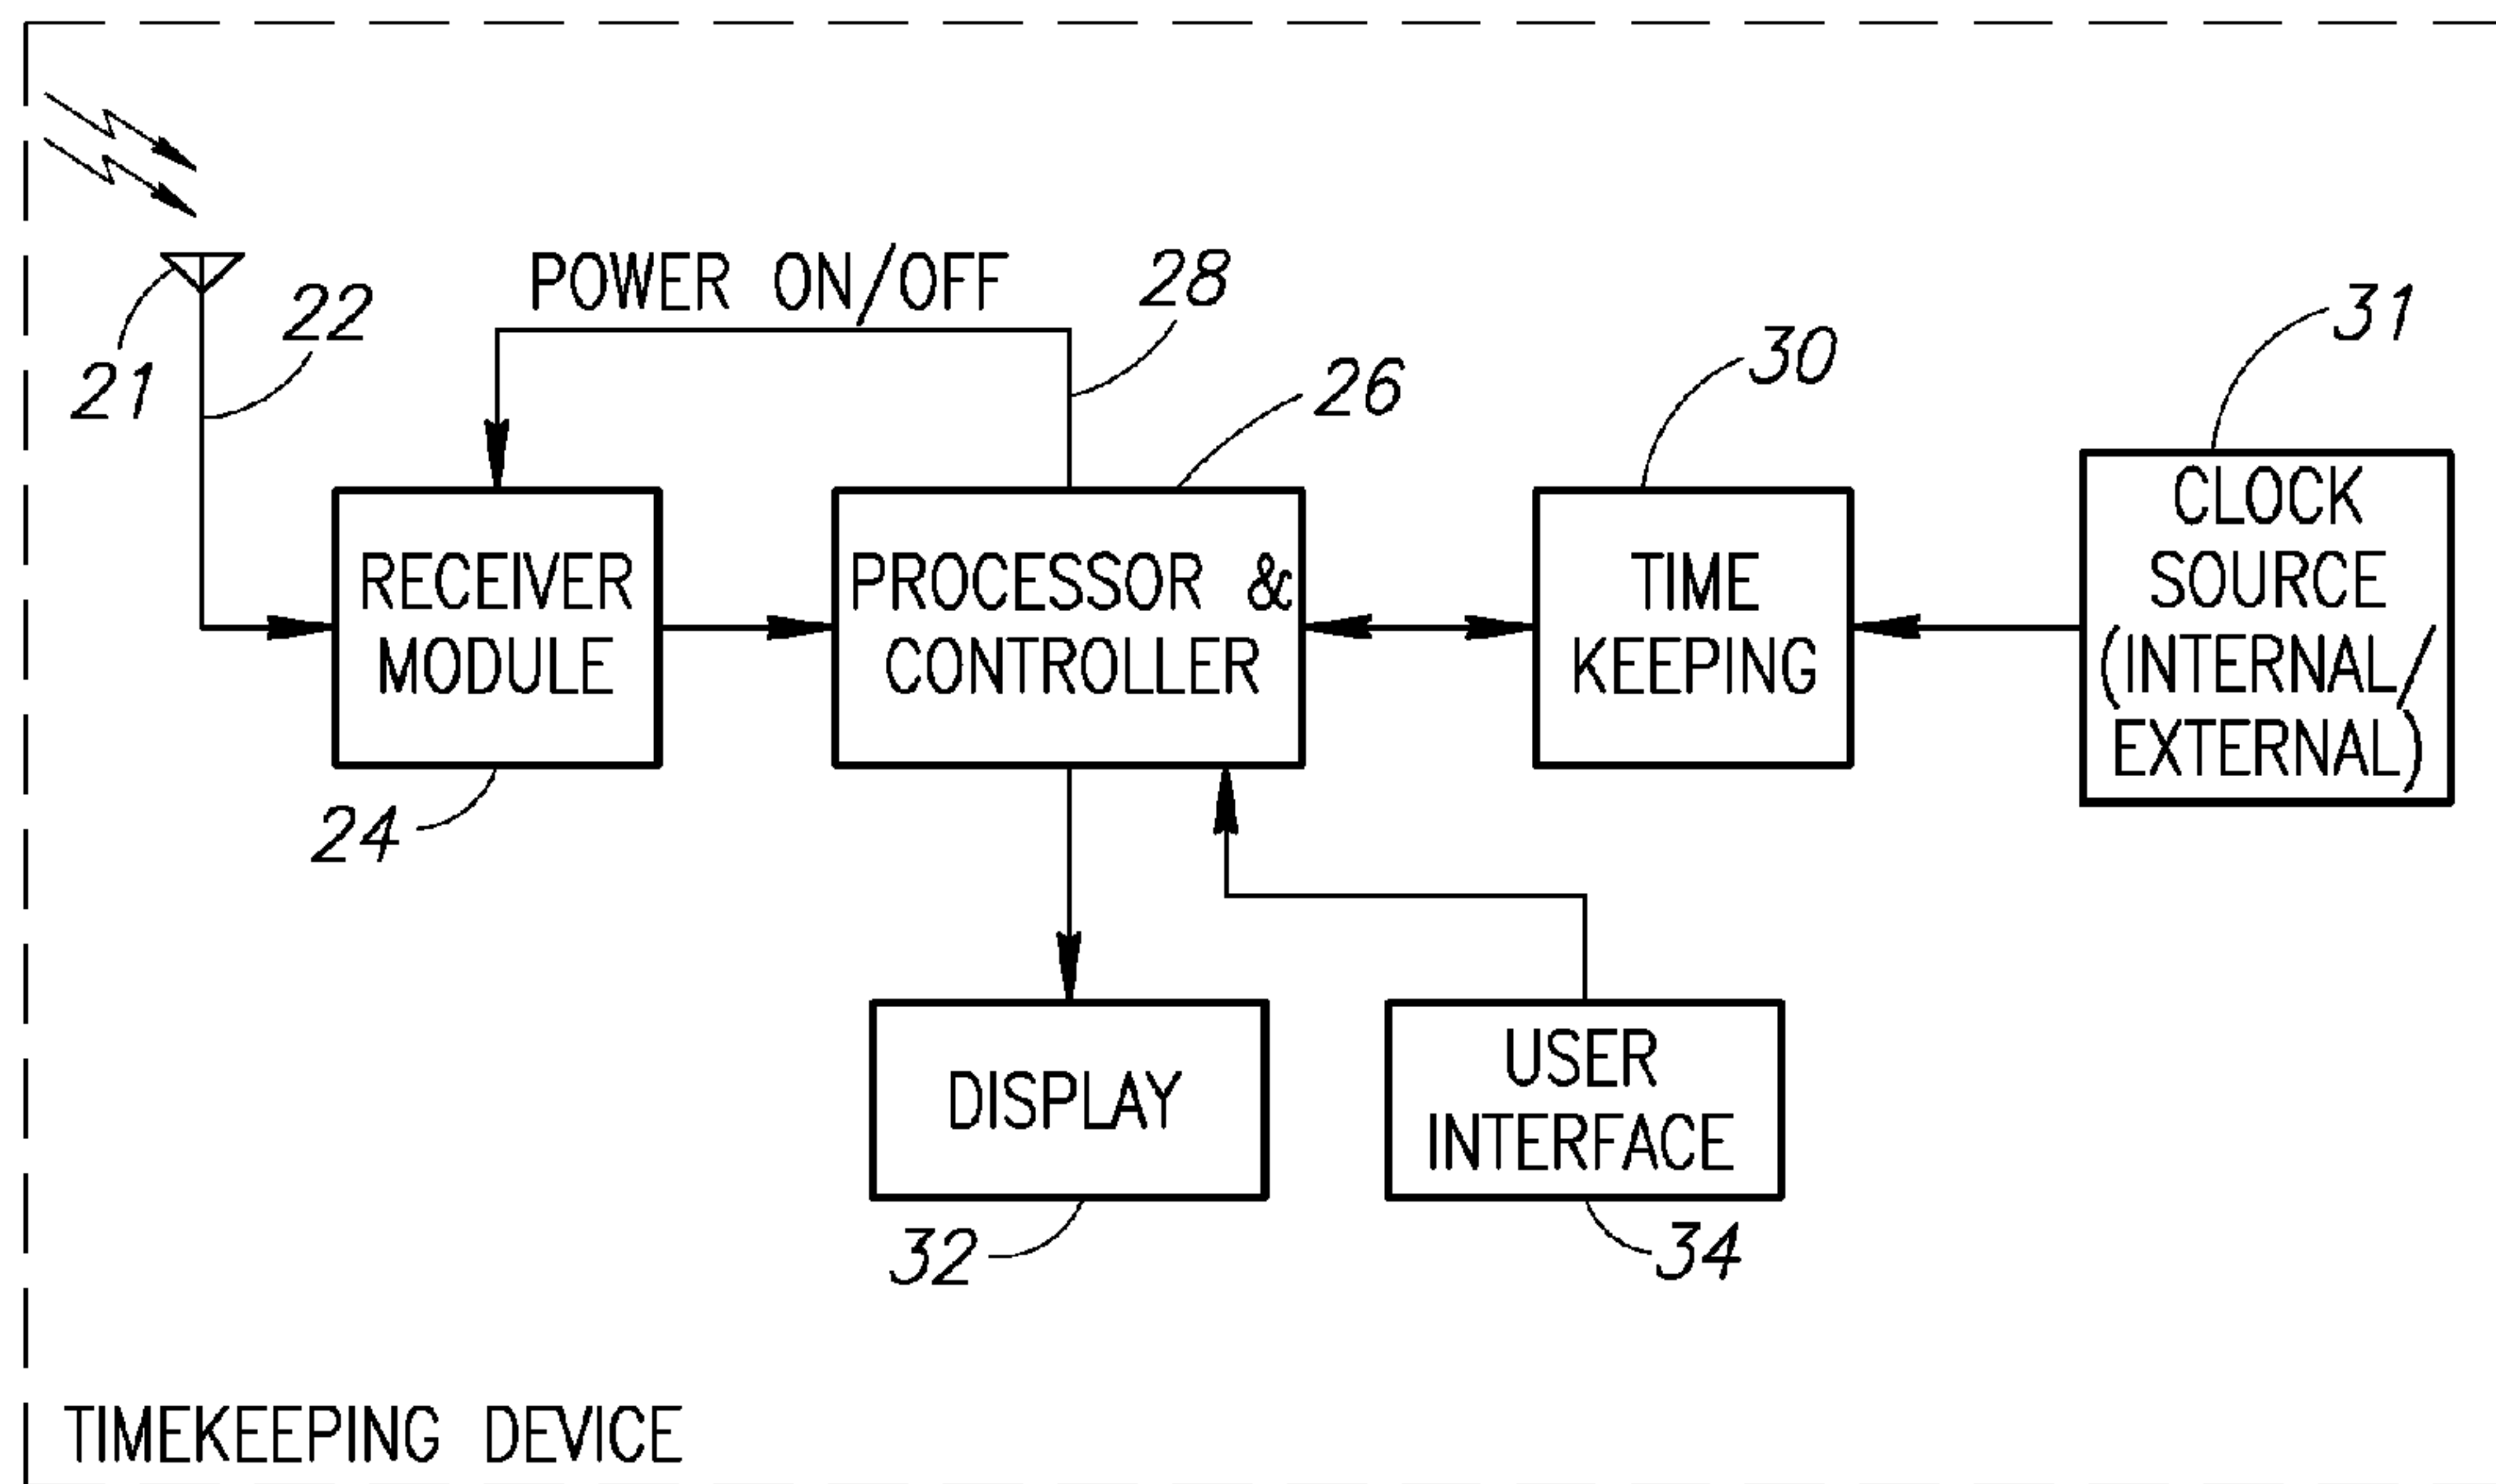 POWER ON/OFF
28
22
31
21
30
26
RECEIVER
MODULE
PROCESSOR &
CONTROLLER
TIME
KEEPING
CLOCK
SOURCE
(INTERNAL/
EXTERNAL)
24
DISPLAY
USER
INTERFACE
32
34
TIMEKEEPING DEVICE